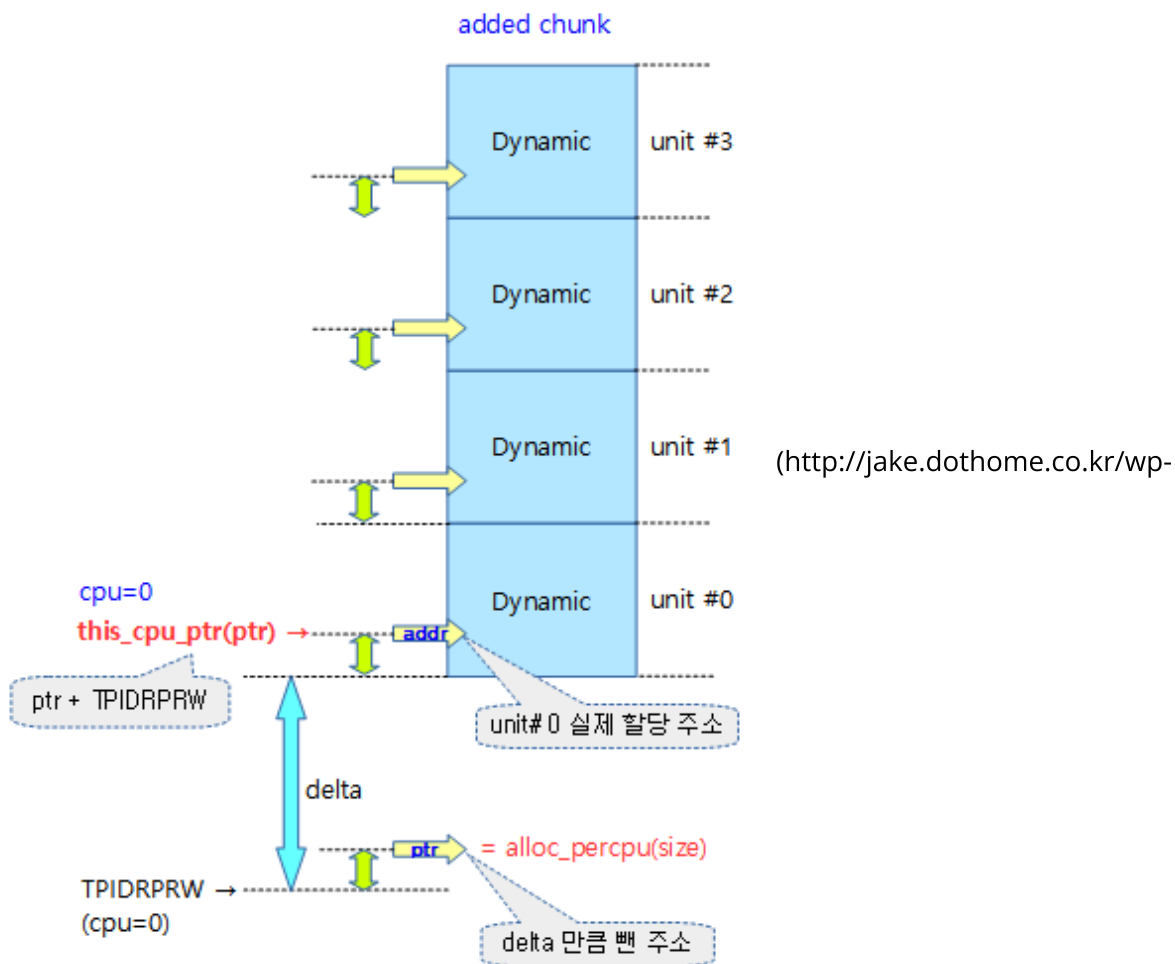 added chunk
Dynamic
unit #3
Dynamic
unit #2
Dynamic
unit #1
(http://jake.dothome.co.kr/wp-
cpu=0
Dynamic
unit #0
this_cpu_ptr(ptr) →
addr
ptr + TPIDRPRW
unit#0 실제 할당 주소
delta
ptr
= alloc_percpu(size)
TPIDRPRW →
(cpu=0)
delta 만큼 뺀 주소